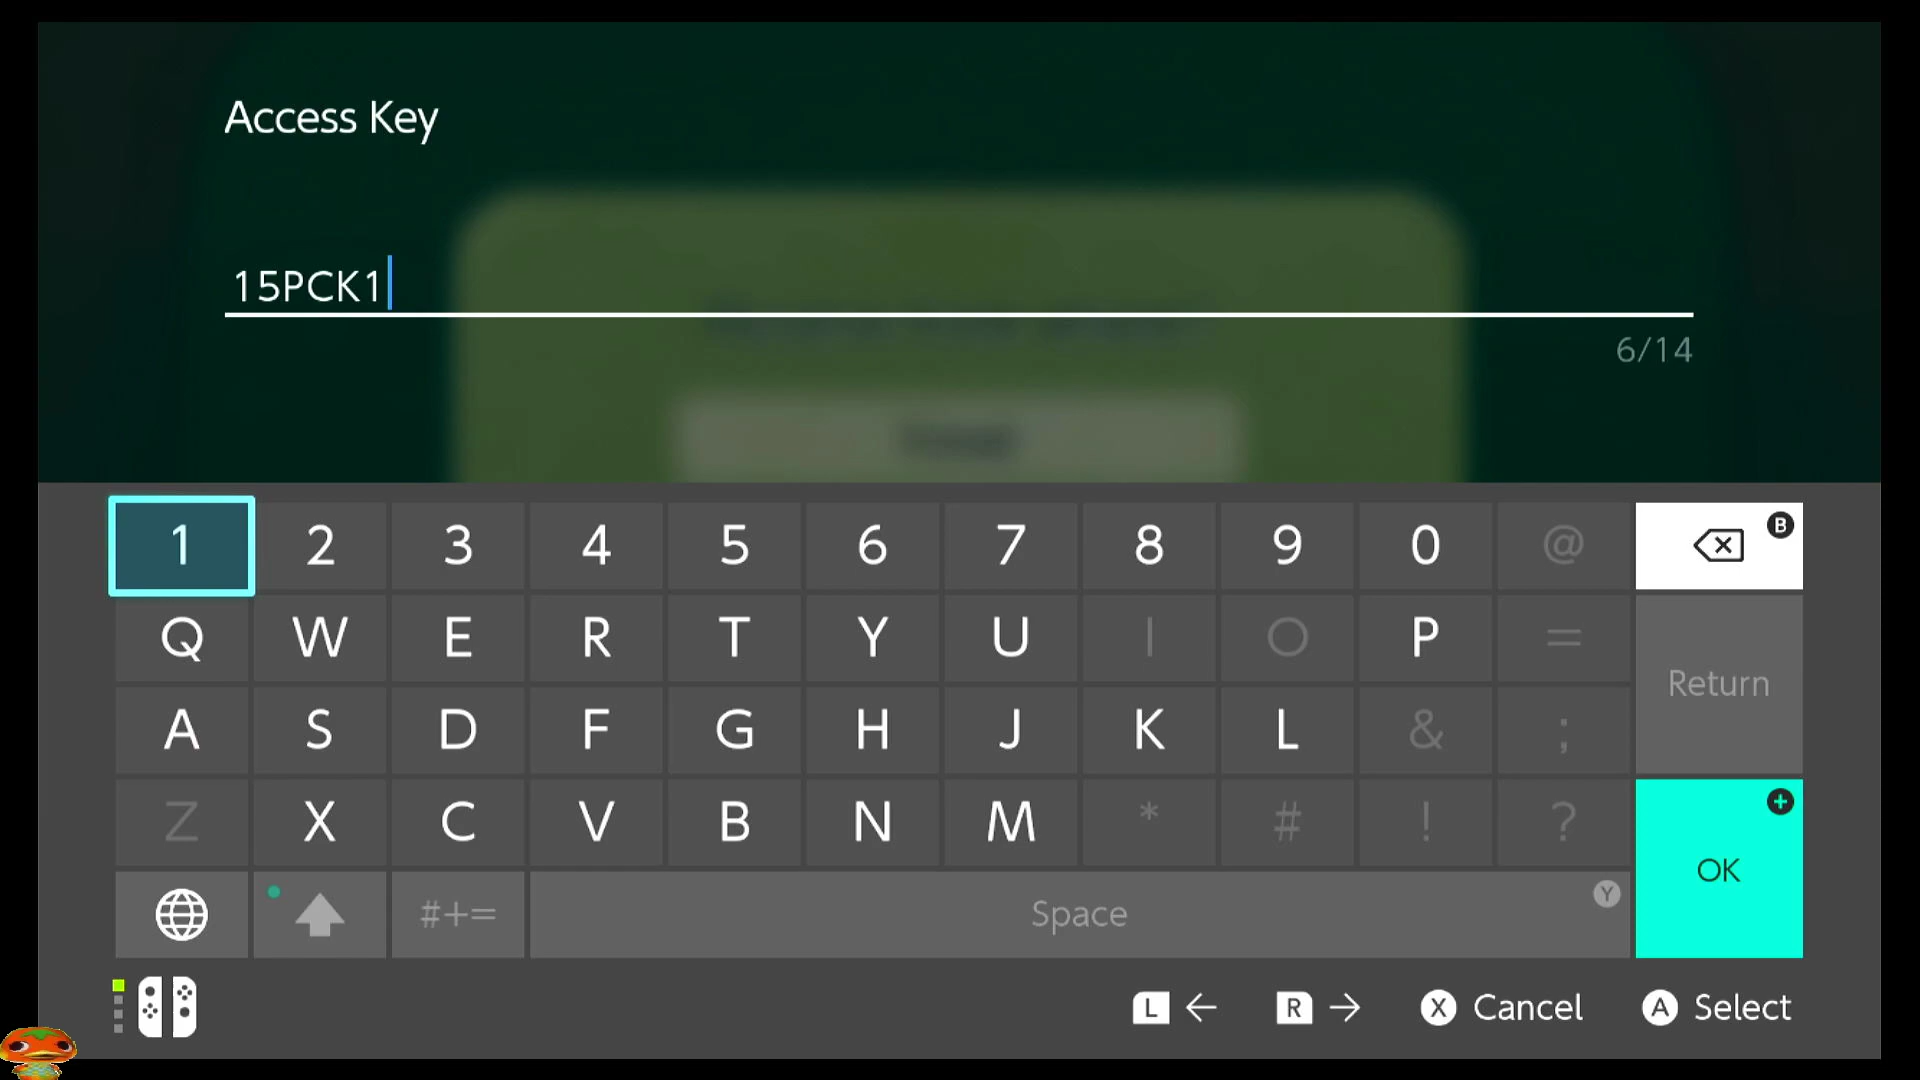 Access Key
15PCK1
6/14
1 2 3 4 5 6 7 8 9 0 @ B
Q W E R T Y U I O P =
Return
A S D F G H J K L & ;
Z X C V B N M * # ! ?
+
OK
#+= Space Y
L ← R → X Cancel A Select